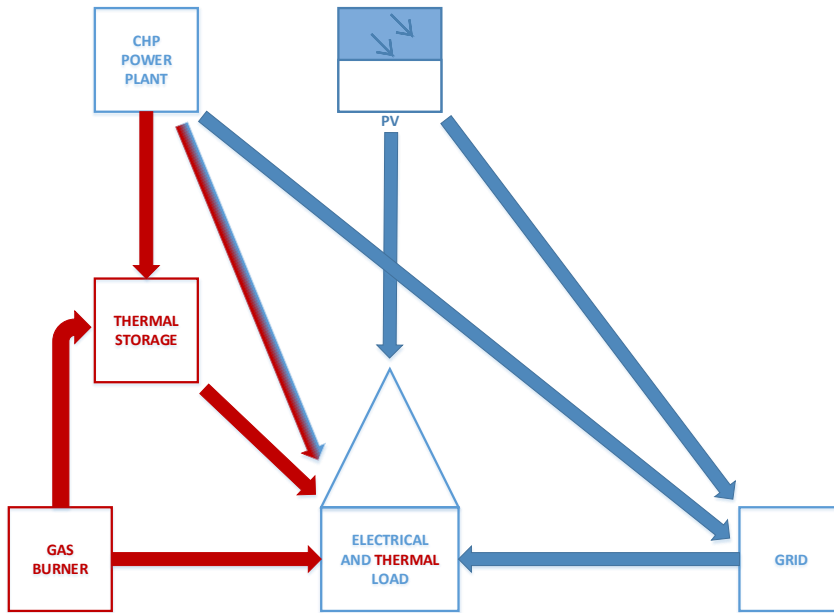 CHP
POWER
PLANT
PV
THERMAL
STORAGE
GAS
BURNER
ELECTRICAL
AND THERMAL
LOAD
GRID